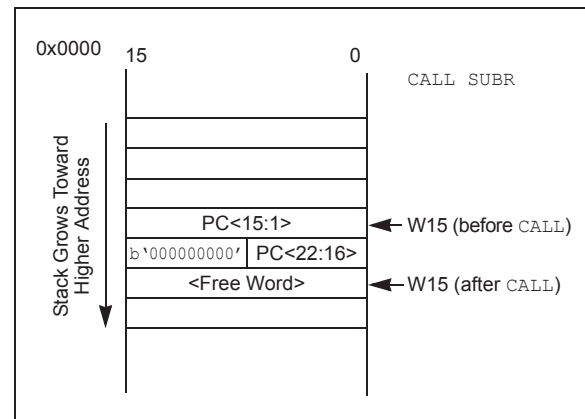 0x0000
15 0
CALL SUBR
Stack Grows Toward
Higher Address
PC<15:1>
W15 (before CALL)
b‘000000000’ PC<22:16>
<Free Word>
W15 (after CALL)